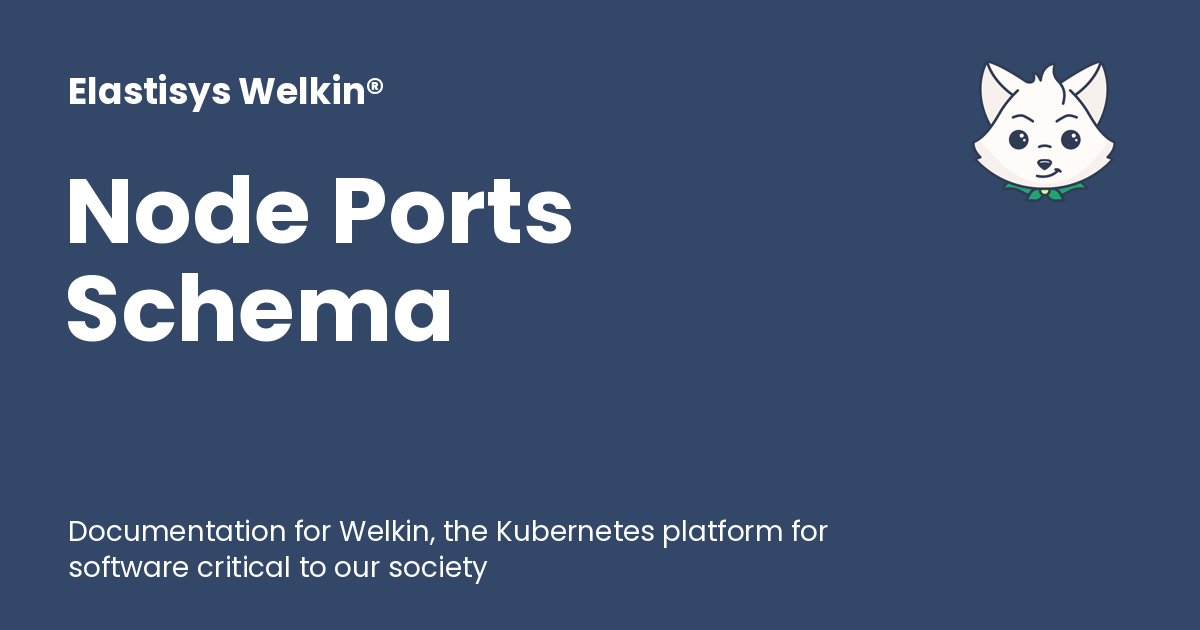 Elastisys Welkin®
Node Ports
Schema
Documentation for Welkin, the Kubernetes platform for
software critical to our society